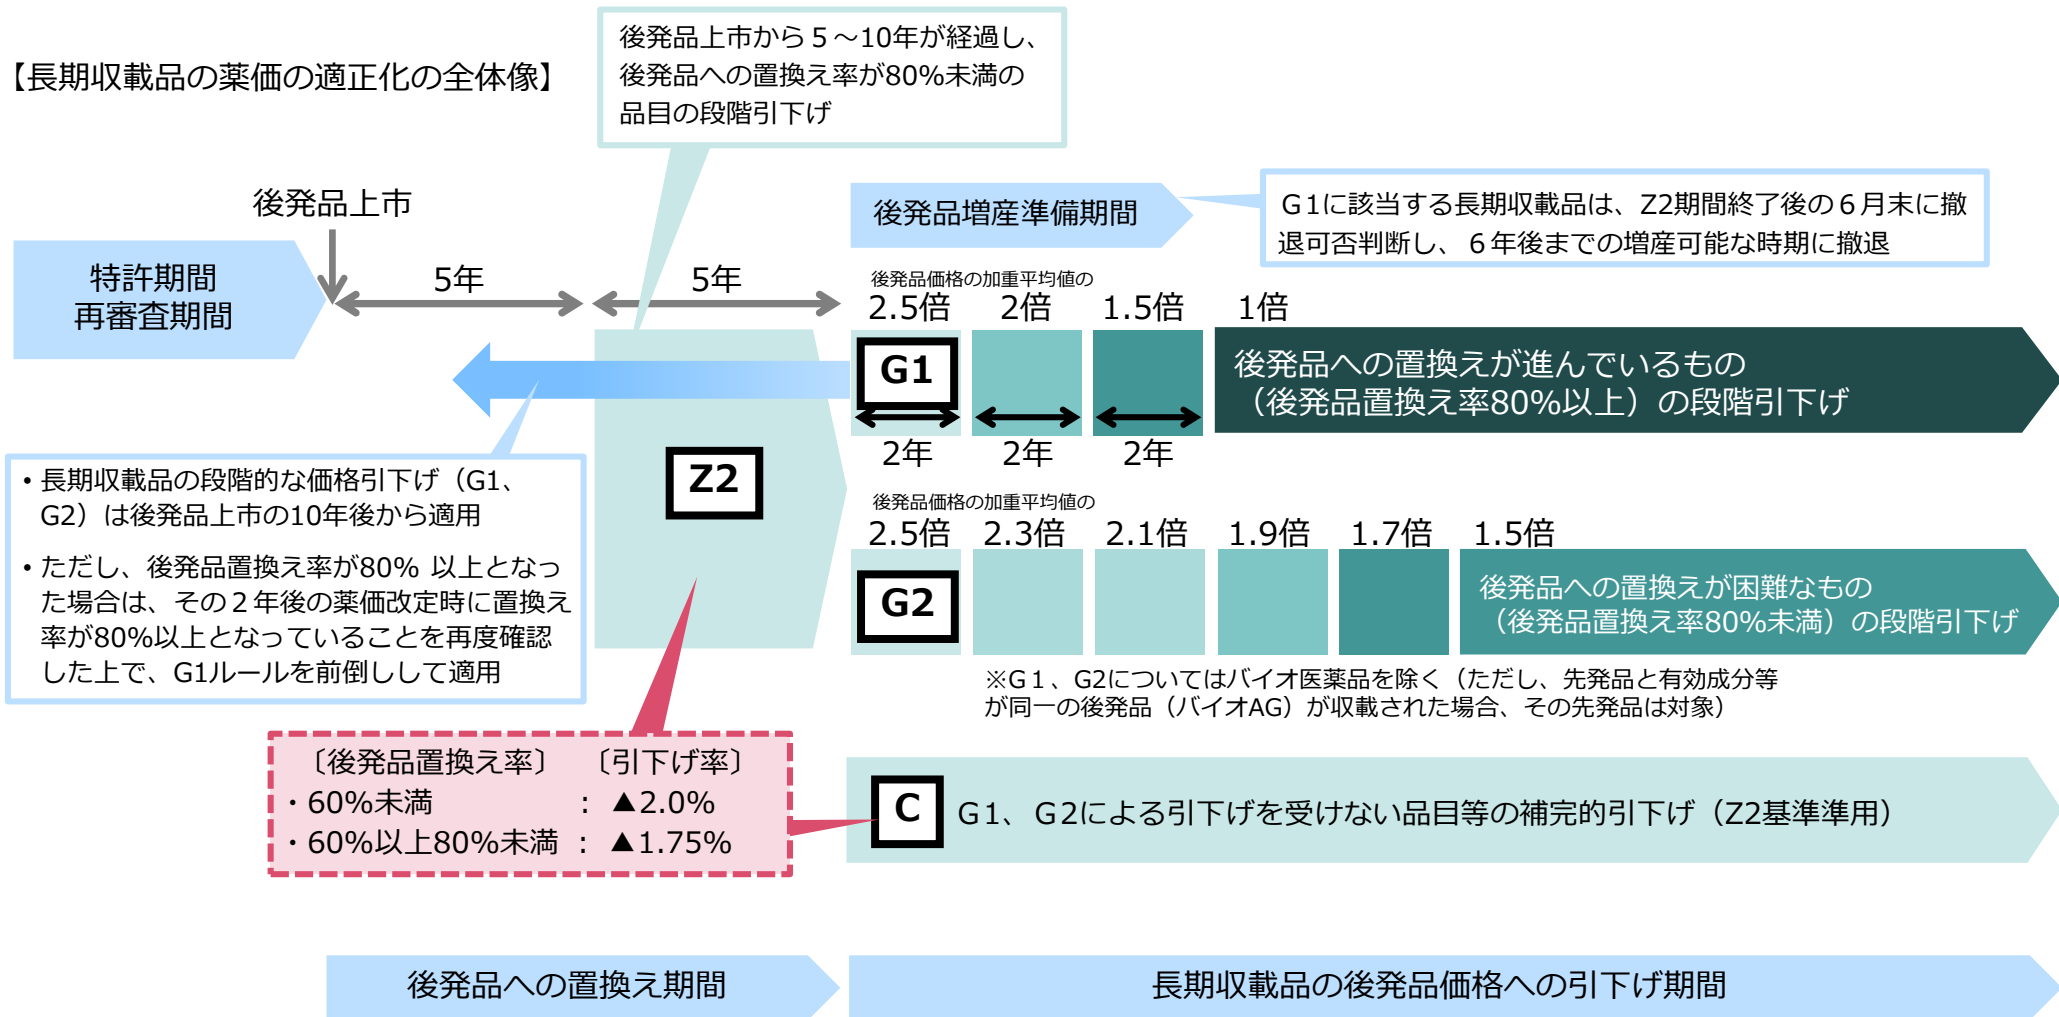 【長期収載品の薬価の適正化の全体像】
後発品上市から５～10年が経過し、
後発品への置換え率が80%未満の
品目の段階引下げ
後発品上市
特許期間
再審査期間
5年
5年
後発品増産準備期間
G1に該当する長期収載品は、Z2期間終了後の６月末に撤
退可否判断し、６年後までの増産可能な時期に撤退
後発品価格の加重平均値の
2.5倍 2倍 1.5倍 1倍
G1
2年 2年 2年
後発品への置換えが進んでいるもの
（後発品置換え率80%以上）の段階引下げ
Z2
・長期収載品の段階的な価格引下げ（G1、
G2）は後発品上市の10年後から適用
・ただし、後発品置換え率が80% 以上となっ
た場合は、その２年後の薬価改定時に置換え
率が80%以上となっていることを再度確認
した上で、G1ルールを前倒しして適用
後発品価格の加重平均値の
2.5倍 2.3倍 2.1倍 1.9倍 1.7倍 1.5倍
G2
後発品への置換えが困難なもの
（後発品置換え率80%未満）の段階引下げ
※G１、G2についてはバイオ医薬品を除く（ただし、先発品と有効成分等
が同一の後発品（バイオAG）が収載された場合、その先発品は対象）
〔後発品置換え率〕 〔引下げ率〕
・60%未満 : ▲2.0%
・60%以上80%未満 : ▲1.75%
C
G1、G2による引下げを受けない品目等の補完的引下げ（Z2基準準用）
後発品への置換え期間
長期収載品の後発品価格への引下げ期間